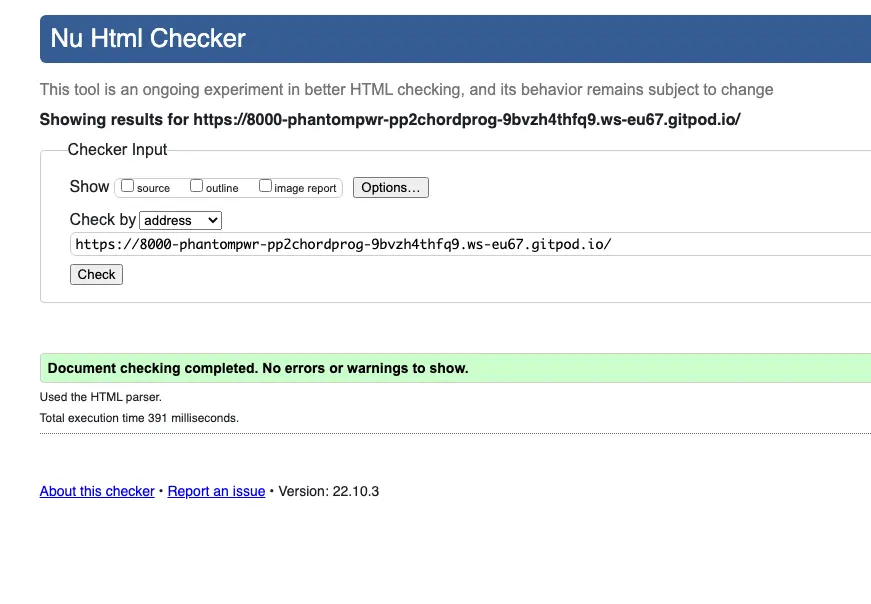 Nu Html Checker
This tool is an ongoing experiment in better HTML checking, and its behavior remains subject to change
Showing results for https://8000-phantompwr-pp2chordprog-9bvzh4thfq9.ws-eu67.gitpod.io/
Checker Input
Show source outline image report Options…
Check by address
https://8000-phantompwr-pp2chordprog-9bvzh4thfq9.ws-eu67.gitpod.io/
Check
Document checking completed. No errors or warnings to show.
Used the HTML parser.
Total execution time 391 milliseconds.
About this checker • Report an issue • Version: 22.10.3